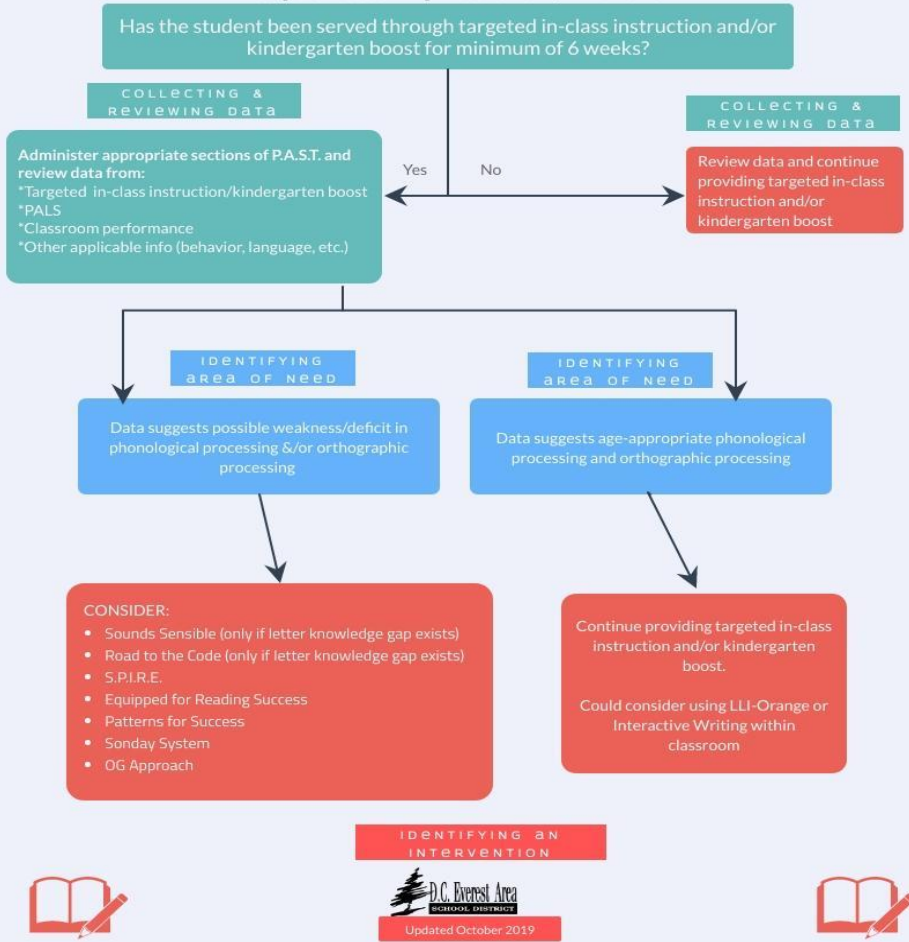 Has the student been served through targeted in-class instruction and/or
kindergarten boost for minimum of 6 weeks?
COLLECTING &
REVIEWING DATA
Administer appropriate sections of P.A.S.T. and
review data from:
*Targeted in-class instruction/kindergarten boost
*PALS
*Classroom performance
*Other applicable info (behavior, language, etc.)
Yes
No
COLLECTING &
REVIEWING DATA
Review data and continue
providing targeted in-class
instruction and/or
kindergarten boost
IDENTIFYING
AREA OF NEED
Data suggests possible weakness/deficit in
phonological processing &/or orthographic
processing
IDENTIFYING
AREA OF NEED
Data suggests age-appropriate phonological
processing and orthographic processing
CONSIDER:
• Sounds Sensible (only if letter knowledge gap exists)
• Road to the Code (only if letter knowledge gap exists)
• S.P.I.R.E.
• Equipped for Reading Success
• Patterns for Success
• Sonday System
• OG Approach
Continue providing targeted in-class
instruction and/or kindergarten
boost.
Could consider using LLI-Orange or
Interactive Writing within
classroom
IDENTIFYING AN
INTERVENTION
D.C. Everest Area
SCHOOL DISTRICT
Updated October 2019